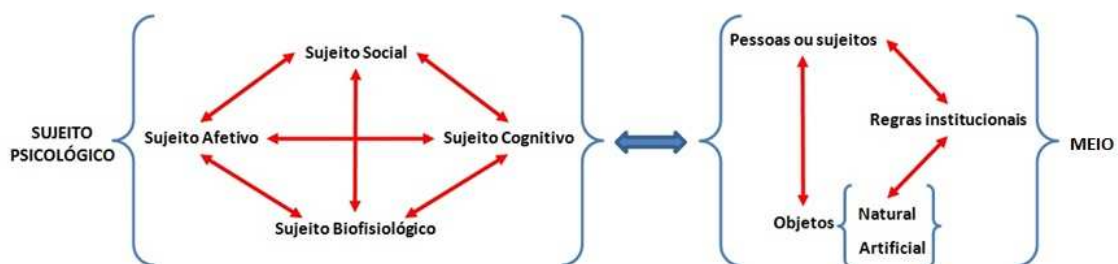 Sujeito Social
Sujeito Afetivo
Sujeito Cognitivo
Sujeito Biofisiológico
SUJEITO
PSICOLÓGICO
Pessoas ou sujeitos
Regras institucionais
Objetos
Natural
Artificial
MEIO